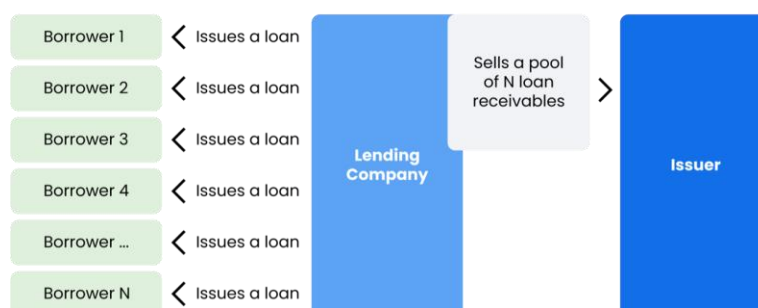 Borrower 1
Issues a loan
Borrower 2
Issues a loan
Borrower 3
Issues a loan
Borrower 4
Issues a loan
Borrower ...
Issues a loan
Borrower N
Issues a loan
Lending
Company
Sells a pool
of N loan
receivables
Issuer